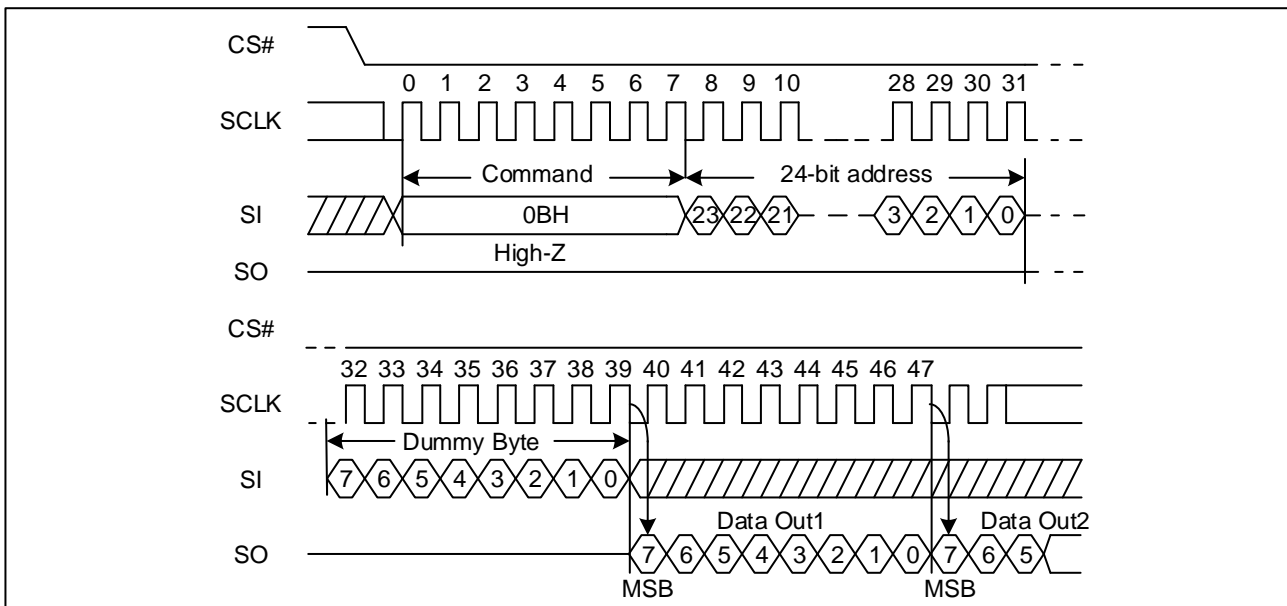 CS#
0 1 2 3 4 5 6 7 8 9 10 28 29 30 31
SCLK
Command 24-bit address
SI 0BH 23 22 21 3 2 1 0
High-Z
SO
CS#
32 33 34 35 36 37 38 39 40 41 42 43 44 45 46 47
SCLK
Dummy Byte
SI 7 6 5 4 3 2 1 0
Data Out1 Data Out2
SO 7 6 5 4 3 2 1 0 7 6 5
MSB MSB